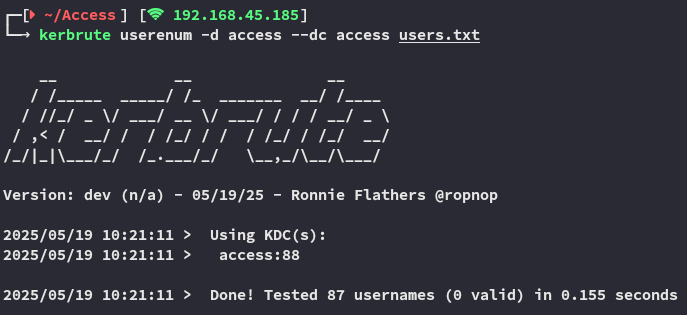 [ ~/Access ] [ 192.168.45.185]
kerbrute userenum -d access --dc access users.txt
    __             __               __
   / /_____  _____/ /_  _______  __/ /____
  / //_/ _ \/ ___/ __ \/ ___/ / / / __/ _ \
 / ,< /  __/ /  / /_/ / /  / /_/ / /_/  __/
/_/|_|\___/_/  /_.___/_/   \__,_/\__/\___/
Version: dev (n/a) - 05/19/25 - Ronnie Flathers @ropnop
2025/05/19 10:21:11 >  Using KDC(s):
2025/05/19 10:21:11 >   access:88
2025/05/19 10:21:11 >  Done! Tested 87 usernames (0 valid) in 0.155 seconds